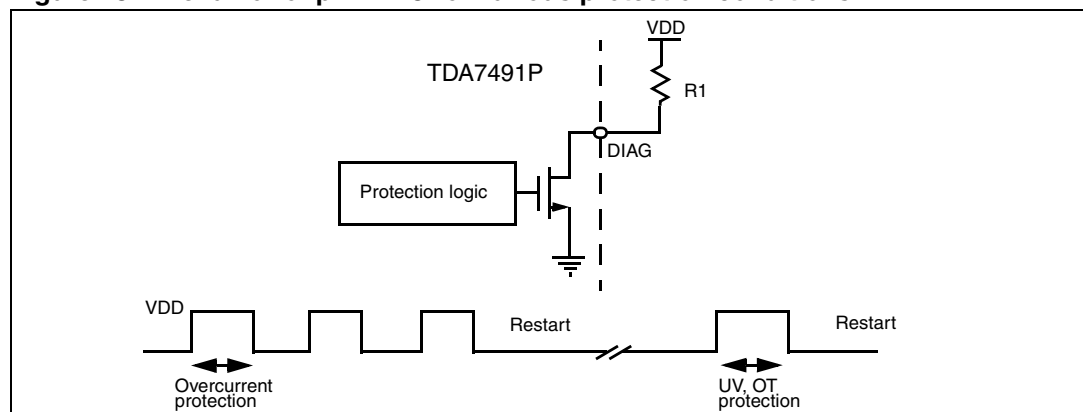 VDD
TDA7491P
R1
DIAG
Protection logic
VDD
Restart
Restart
Overcurrent
protection
UV, OT
protection